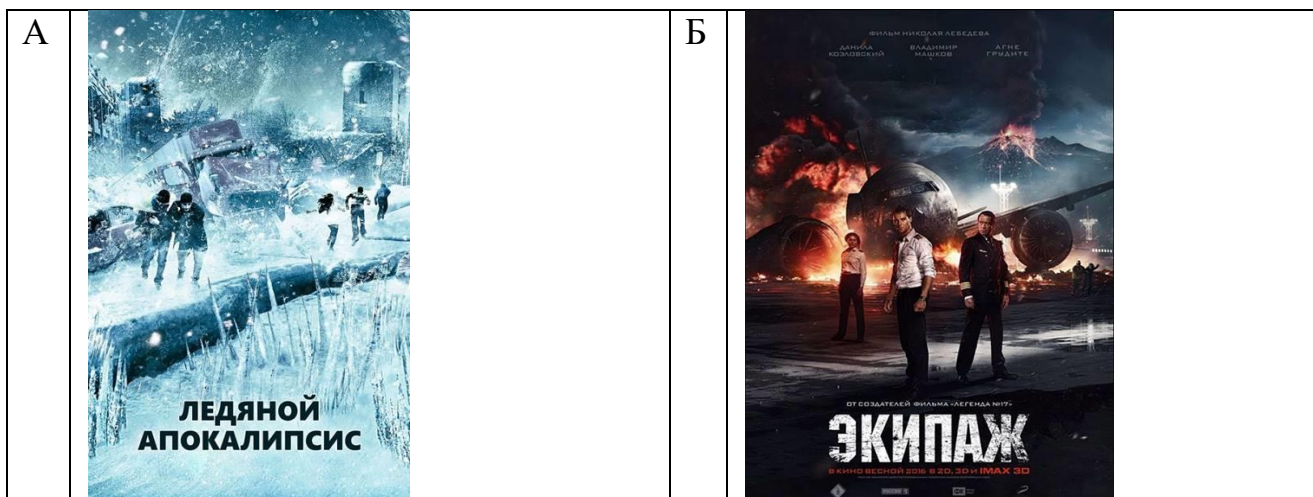 А
ЛЕДЯНОЙ
АПОКАЛИПСИС
Б
ФИЛЬМ НИКОЛАЯ ЛЕБЕДЕВА
ДАНИЛА КОЗЛОВСКИЙ
ВЛАДИМИР МАШКОВ
АГНЕ ГРУДИТЕ
ОТ СОЗДАТЕЛЕЙ ФИЛЬМА «ЛЕГЕНДА №17»
ЭКИПАЖ
В КИНО ВЕСНОЙ 2016 В 2D, 3D И IMAX 3D